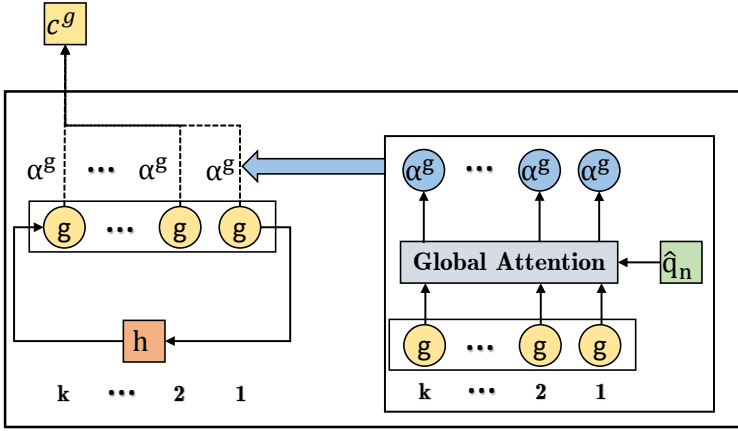 c^g
α^g ... α^g α^g
α^g ... α^g α^g
g ... g g
Global Attention
q̂_n
h
g ... g g
k ... 2 1
k ... 2 1